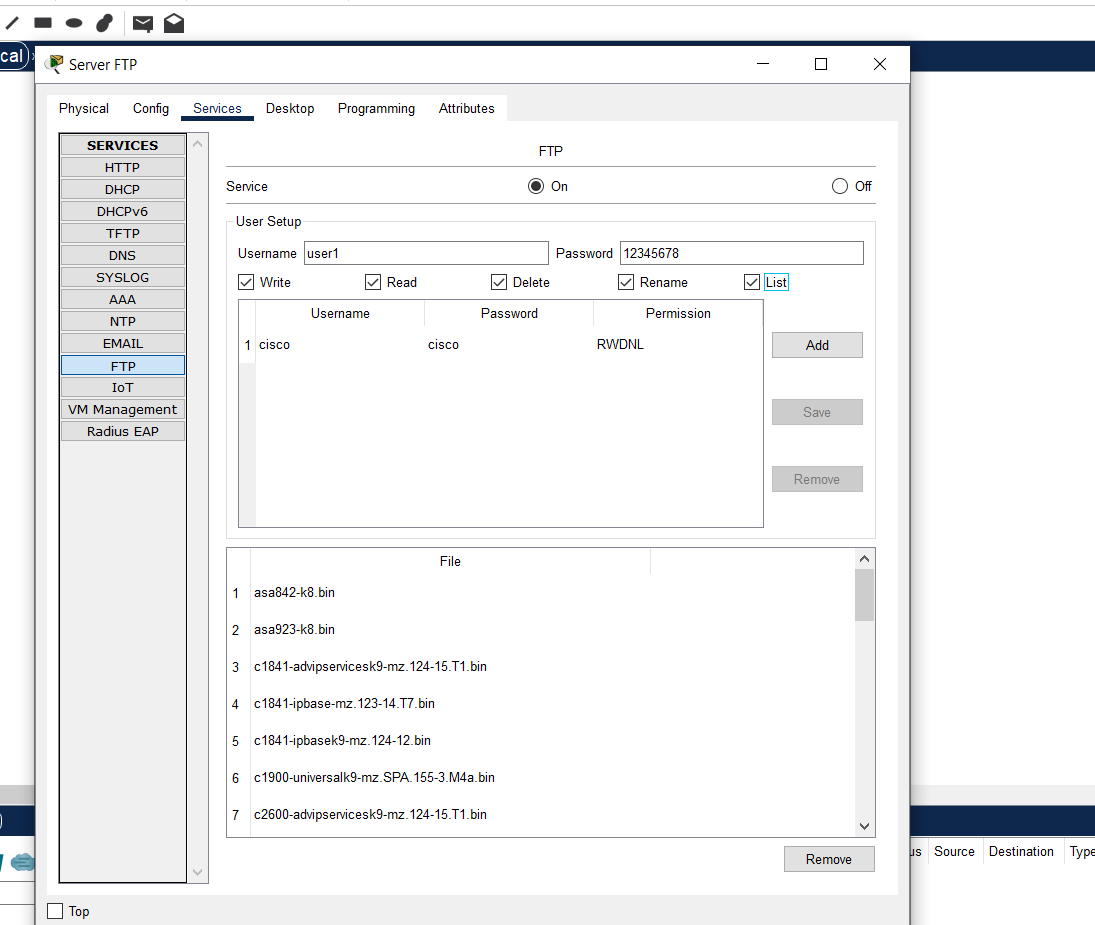 cal
Server FTP
Physical Config Services Desktop Programming Attributes
SERVICES
HTTP
DHCP
DHCPv6
TFTP
DNS
SYSLOG
AAA
NTP
EMAIL
FTP
IoT
VM Management
Radius EAP
FTP
Service On Off
User Setup
Username user1 Password 12345678
Write Read Delete Rename List
Username Password Permission
1 cisco cisco RWDNL
Add
Save
Remove
File
1 asa842-k8.bin
2 asa923-k8.bin
3 c1841-advipservicesk9-mz.124-15.T1.bin
4 c1841-ipbase-mz.123-14.T7.bin
5 c1841-ipbasek9-mz.124-12.bin
6 c1900-universalk9-mz.SPA.155-3.M4a.bin
7 c2600-advipservicesk9-mz.124-15.T1.bin
Remove
us Source Destination Type
Top